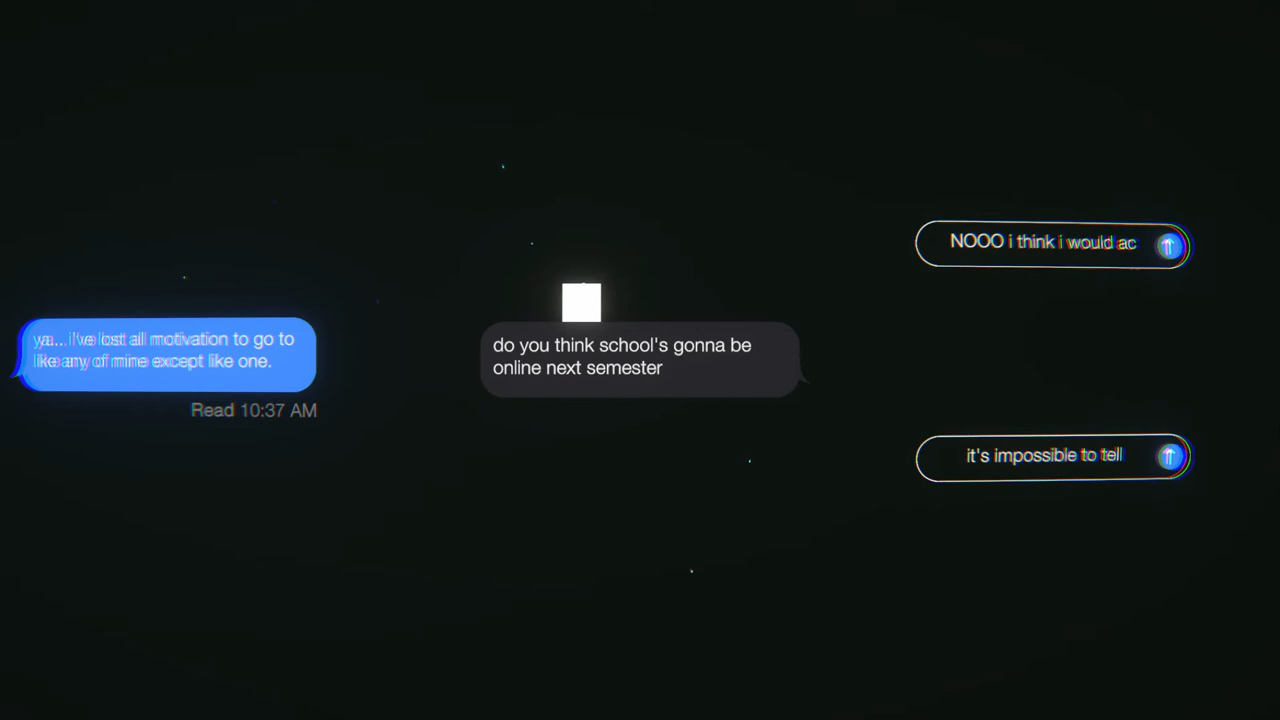 ya... i've lost all motivation to go to
like any of mine except like one.
Read 10:37 AM
do you think school's gonna be
online next semester
NOOO i think i would ac
it's impossible to tell